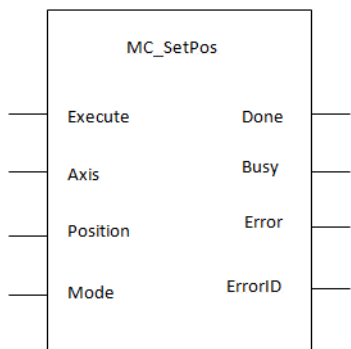 MC_SetPos
Execute Done
Axis Busy
Position Error
Mode ErrorID